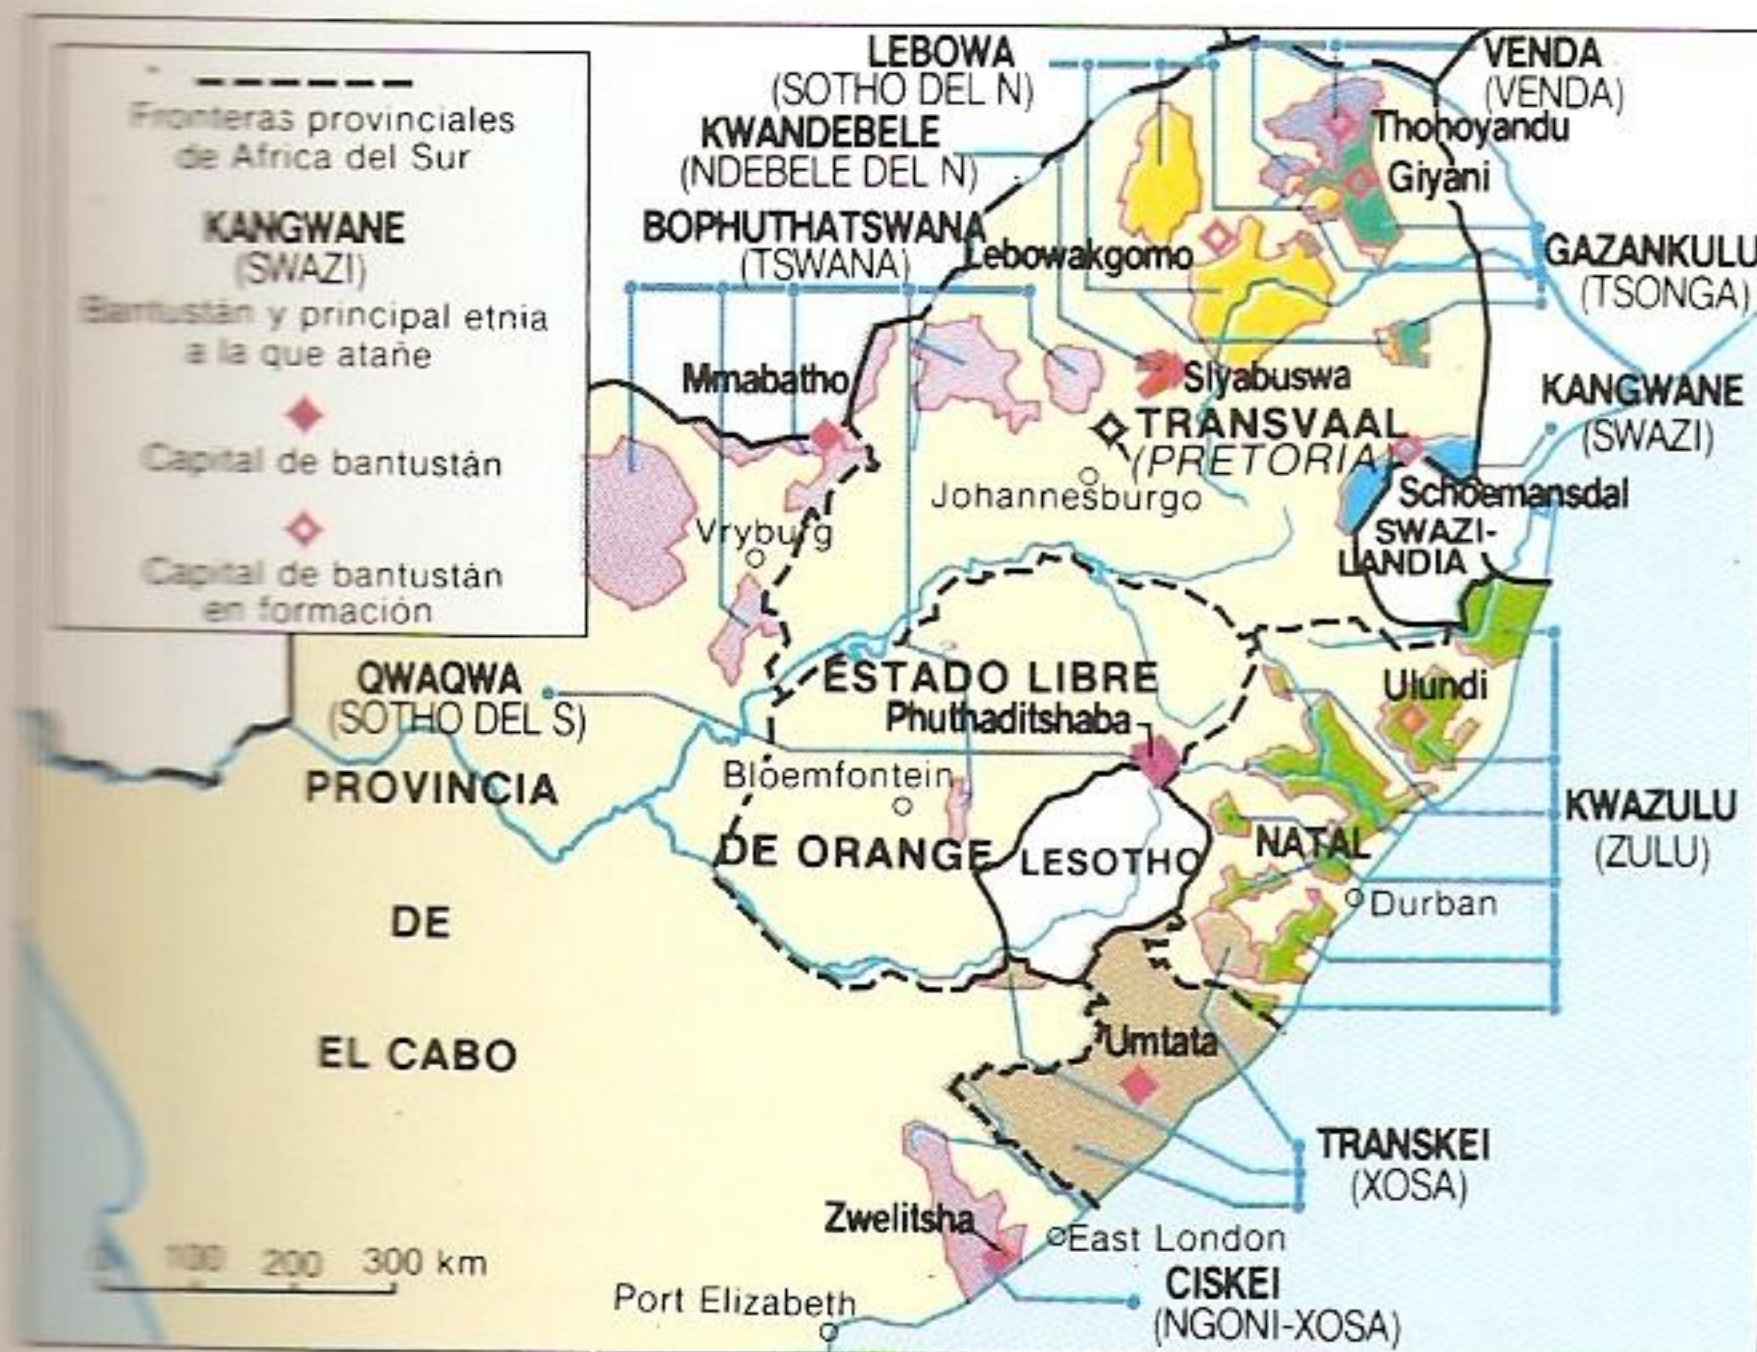 Fronteras provinciales
de Africa del Sur
KANGWANE
(SWAZI)
Bantustán y principal etnia
a la que atañe
Capital de bantustán
Capital de bantustán
en formación
LEBOWA
(SOTHO DEL N)
VENDA
(VENDA)
KWANDEBELE
(NDEBELE DEL N)
Thohoyandu
Giyani
BOPHUTHATSWANA
(TSWANA)
Lebowakgomo
GAZANKULU
(TSONGA)
Mmabatho
Siyabuswa
KANGWANE
(SWAZI)
TRANSVAAL
(PRETORIA)
Johannesburgo
Schoemansdal
Vryburg
SWAZI-
LANDIA
QWAQWA
(SOTHO DEL S)
ESTADO LIBRE
Phuthaditshaba
Ulundi
PROVINCIA
Bloemfontein
DE ORANGE
LESOTHO
NATAL
KWAZULU
(ZULU)
DE
Durban
EL CABO
Umtata
TRANSKEI
(XOSA)
Zwelitsha
East London
0 100 200 300 km
CISKEI
(NGONI-XOSA)
Port Elizabeth